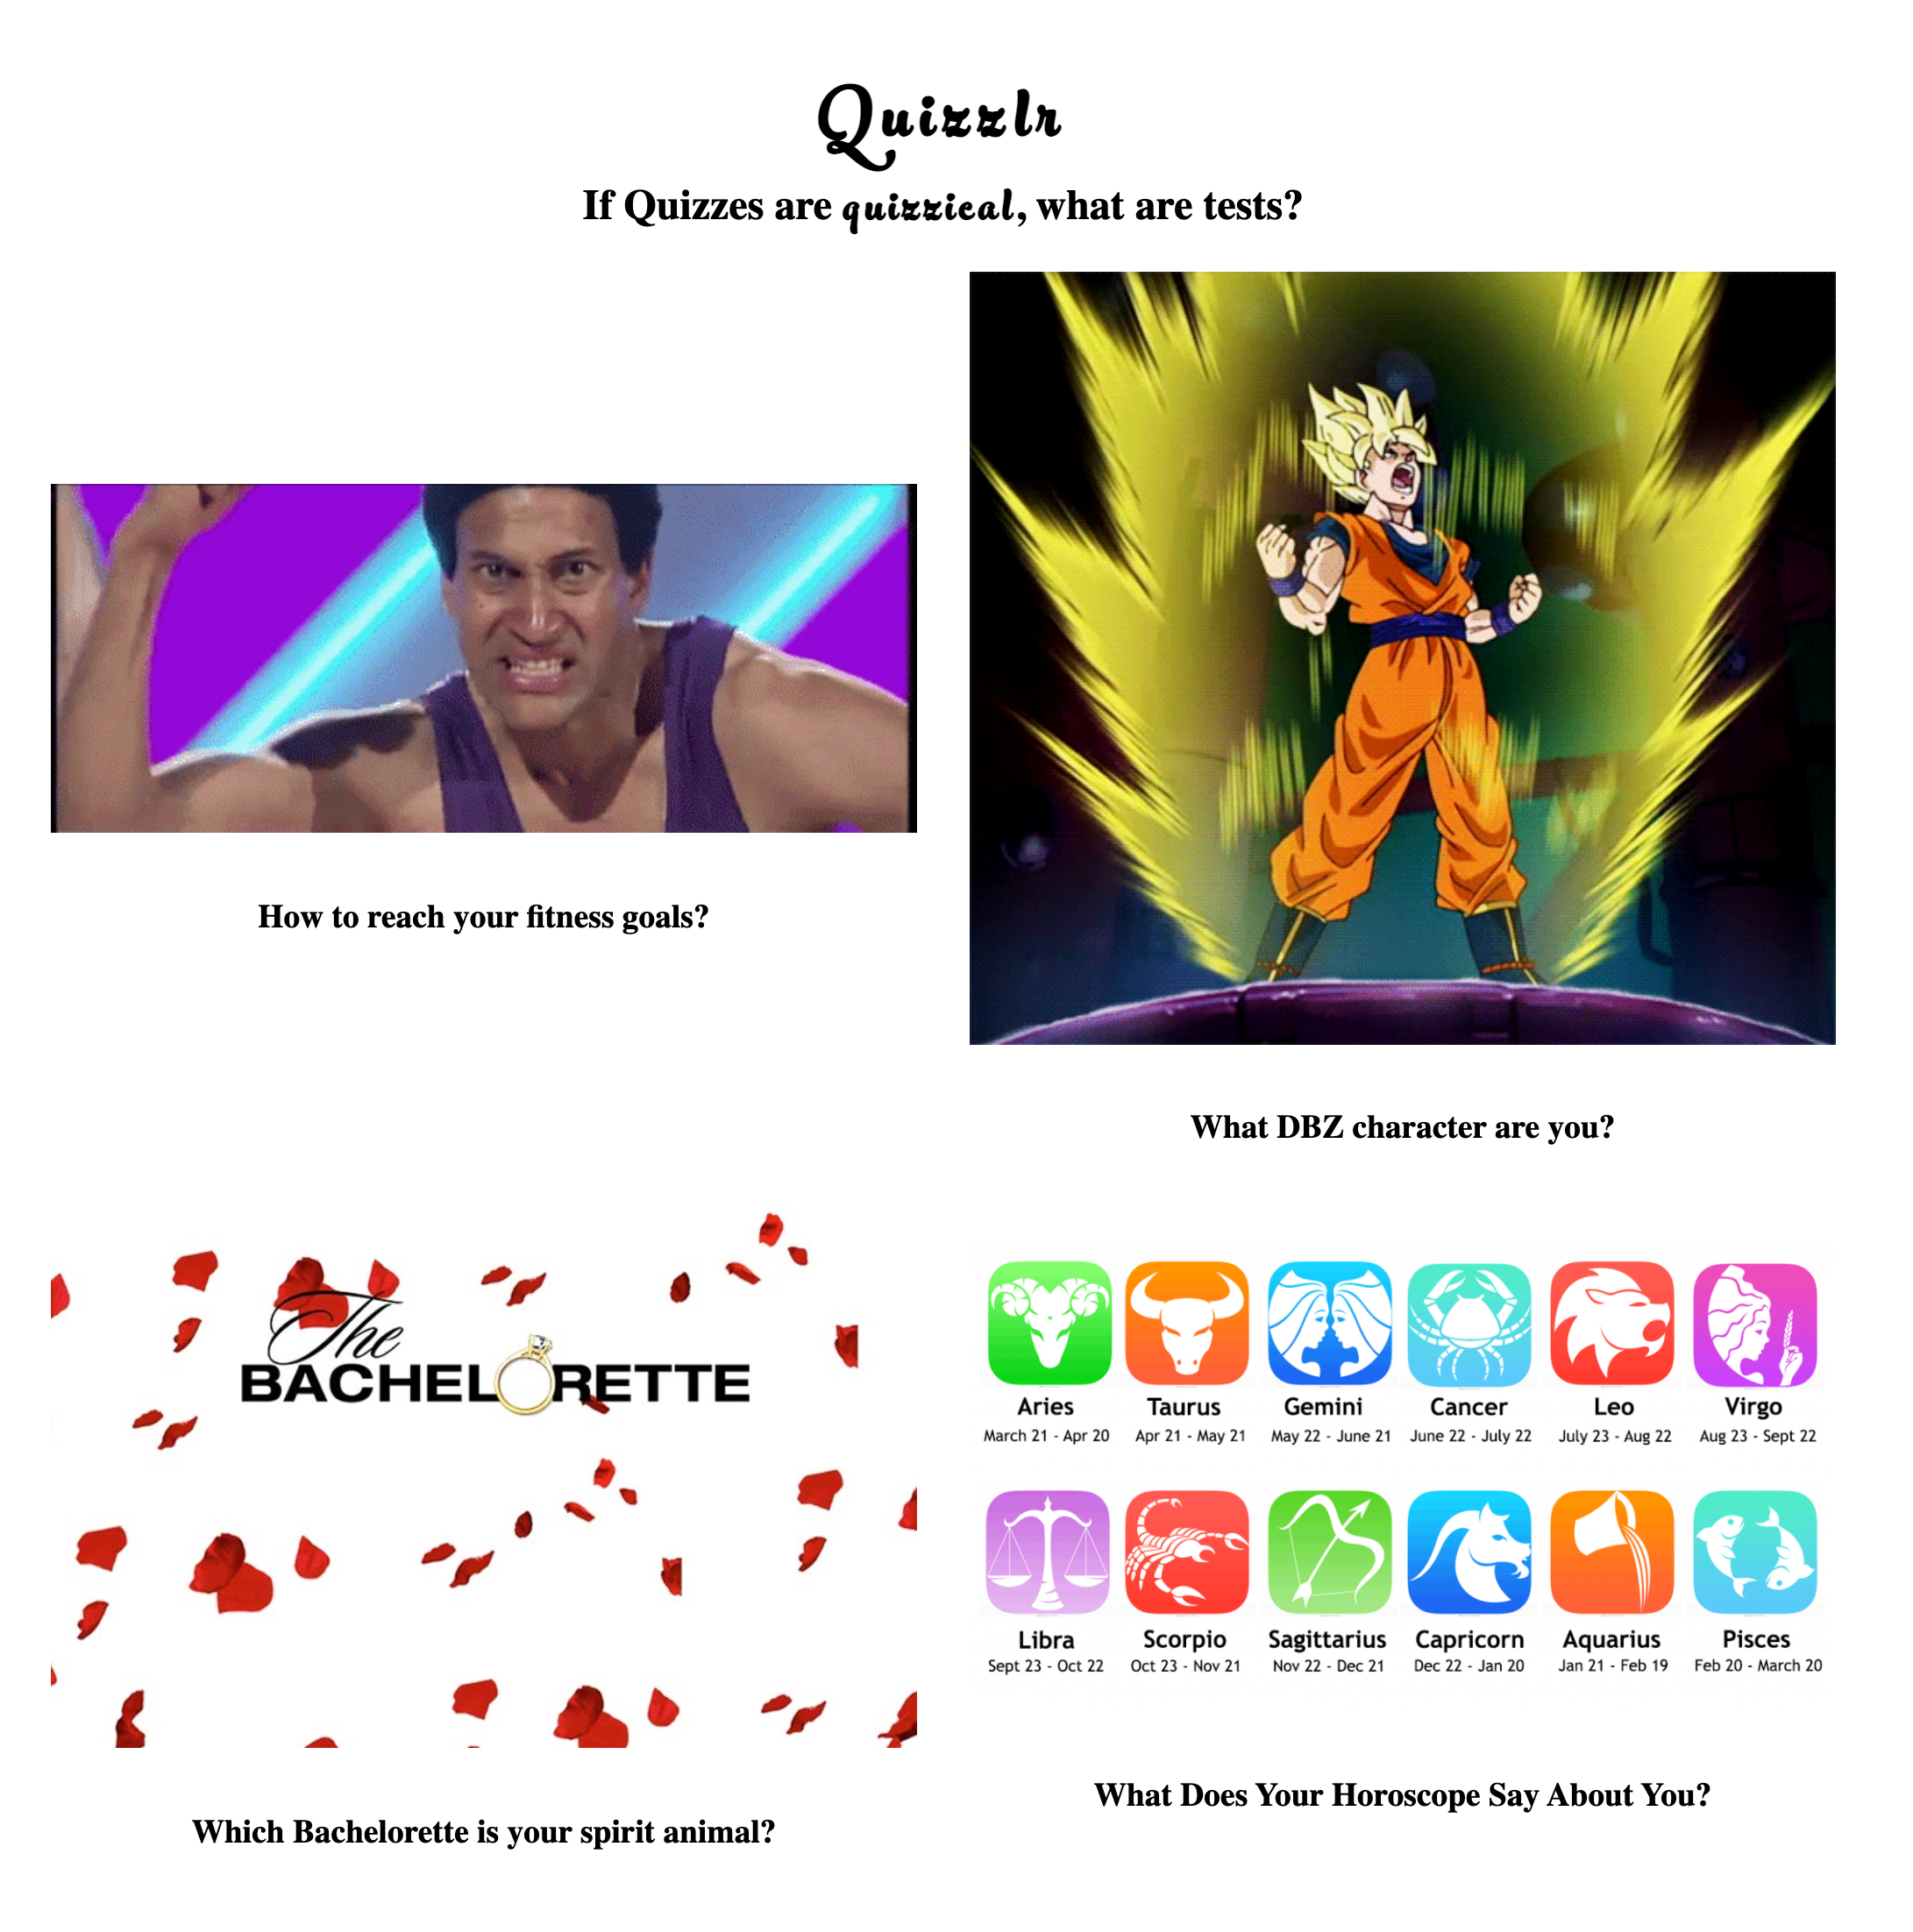 Quizzlr
If Quizzes are quizzical, what are tests?
How to reach your fitness goals?
What DBZ character are you?
The
BACHELORETTE
Which Bachelorette is your spirit animal?
Aries Taurus Gemini Cancer Leo Virgo
March 21 - Apr 20 Apr 21 - May 21 May 22 - June 21 June 22 - July 22 July 23 - Aug 22 Aug 23 - Sept 22
Libra Scorpio Sagittarius Capricorn Aquarius Pisces
Sept 23 - Oct 22 Oct 23 - Nov 21 Nov 22 - Dec 21 Dec 22 - Jan 20 Jan 21 - Feb 19 Feb 20 - March 20
What Does Your Horoscope Say About You?